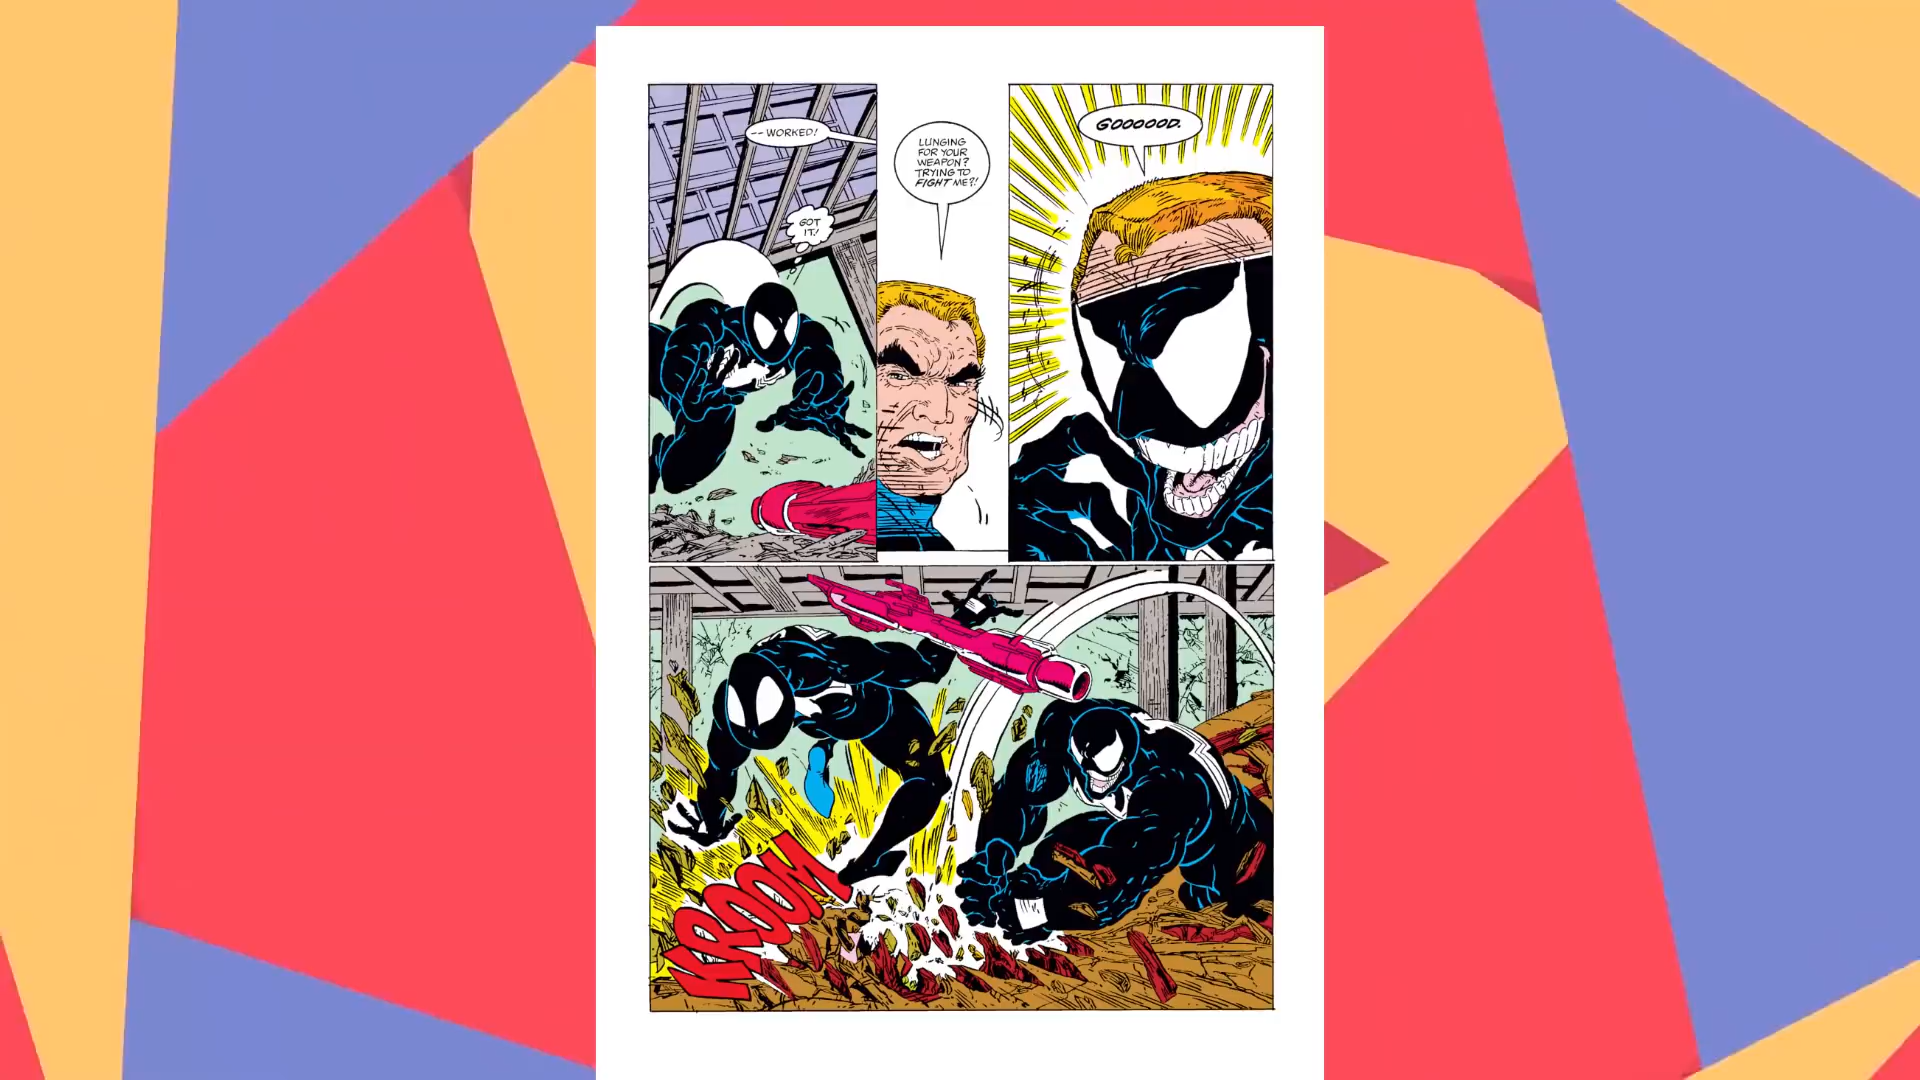 -- WORKED!
GOT
IT!
LUNGING
FOR YOUR
WEAPON?
TRYING TO
FIGHT ME?!
GOOOOOD.
KROOM